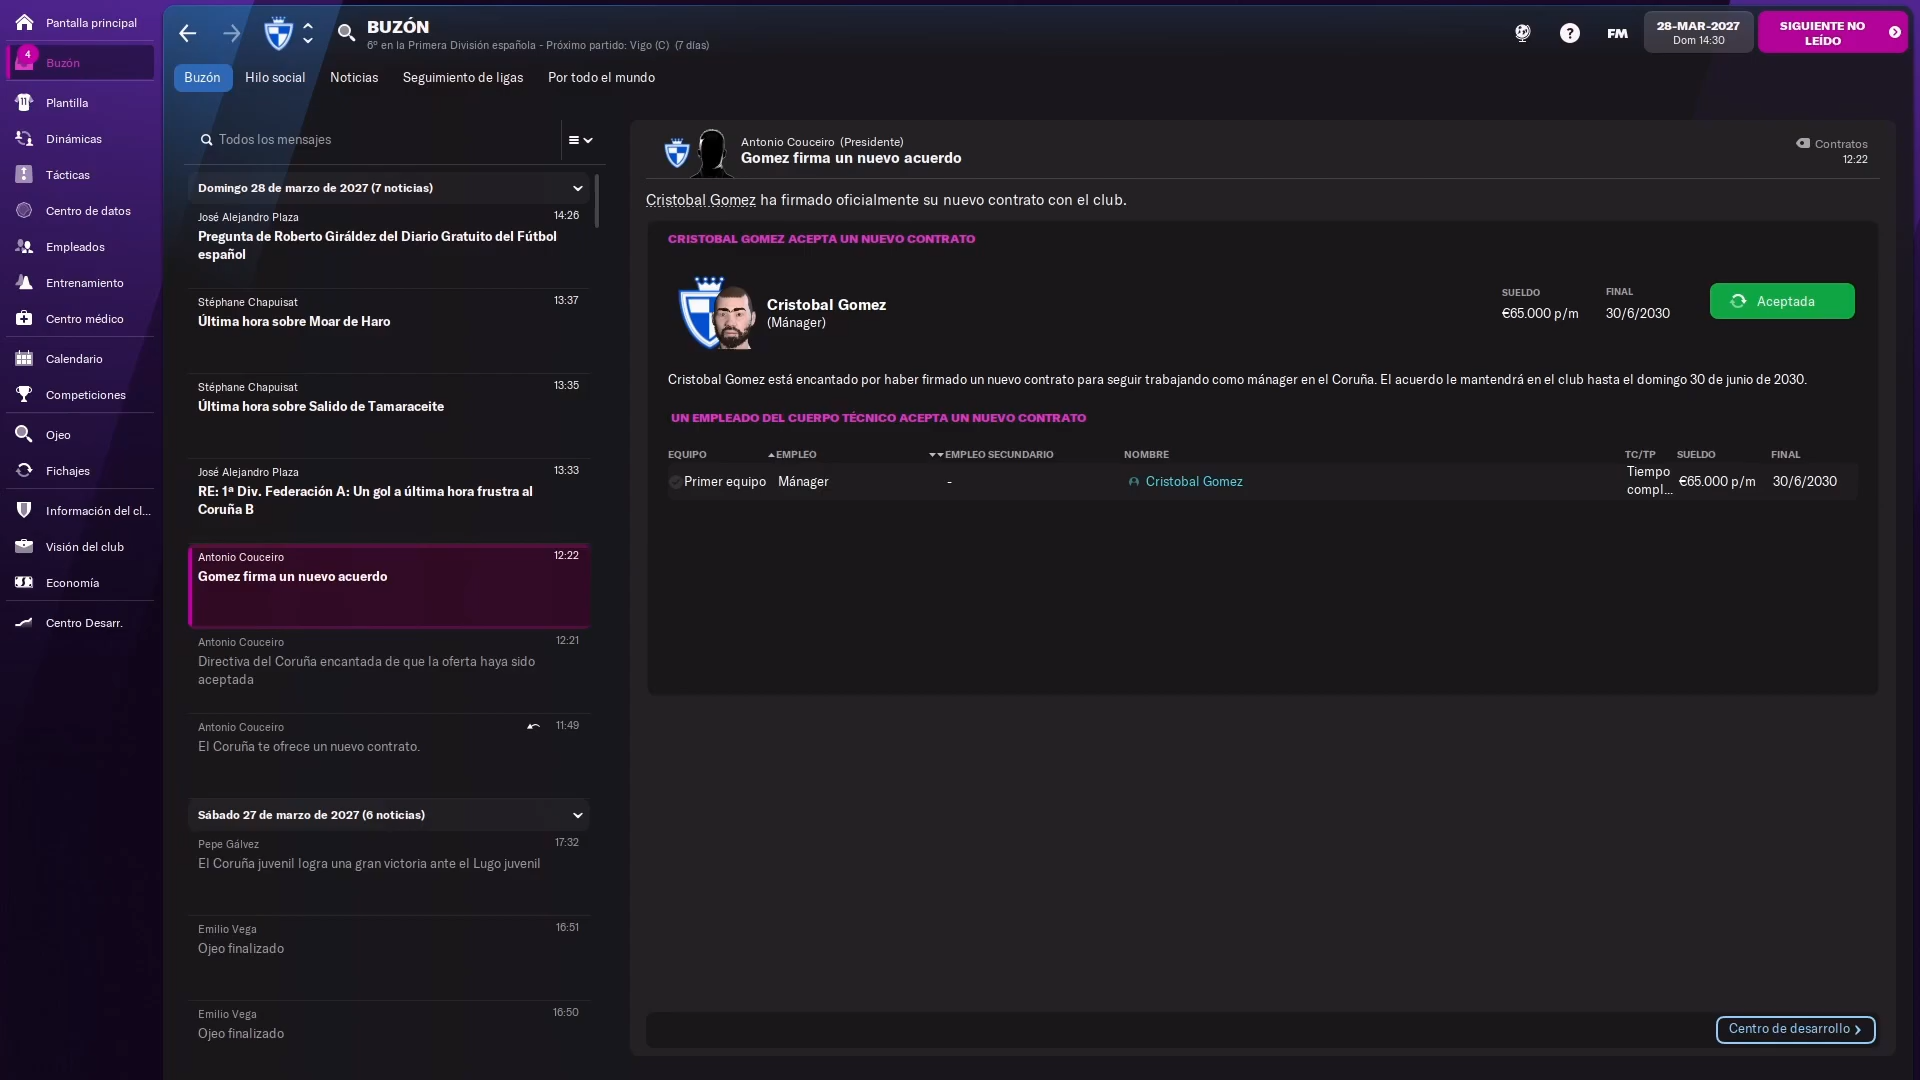 Pantalla principal
4
Buzón
Plantilla
Dinámicas
Tácticas
Centro de datos
Empleados
Entrenamiento
Centro médico
Calendario
Competiciones
Ojeo
Fichajes
Información del cl...
Visión del club
Economía
Centro Desarr.
BUZÓN
6º en la Primera División española - Próximo partido: Vigo (C) (7 días)
FM
28-MAR-2027
Dom 14:30
SIGUIENTE NO
LEÍDO
Buzón Hilo social Noticias Seguimiento de ligas Por todo el mundo
Todos los mensajes
Domingo 28 de marzo de 2027 (7 noticias)
José Alejandro Plaza 14:26
Pregunta de Roberto Giráldez del Diario Gratuito del Fútbol
español
Stéphane Chapuisat 13:37
Última hora sobre Moar de Haro
Stéphane Chapuisat 13:35
Última hora sobre Salido de Tamaraceite
José Alejandro Plaza 13:33
RE: 1ª Div. Federación A: Un gol a última hora frustra al
Coruña B
Antonio Couceiro 12:22
Gomez firma un nuevo acuerdo
Antonio Couceiro 12:21
Directiva del Coruña encantada de que la oferta haya sido
aceptada
Antonio Couceiro 11:49
El Coruña te ofrece un nuevo contrato.
Sábado 27 de marzo de 2027 (6 noticias)
Pepe Gálvez 17:32
El Coruña juvenil logra una gran victoria ante el Lugo juvenil
Emilio Vega 16:51
Ojeo finalizado
Emilio Vega 16:50
Ojeo finalizado
Antonio Couceiro (Presidente)
Gomez firma un nuevo acuerdo
Contratos
12:22
Cristobal Gomez ha firmado oficialmente su nuevo contrato con el club.
CRISTOBAL GOMEZ ACEPTA UN NUEVO CONTRATO
Cristobal Gomez
(Mánager)
SUELDO FINAL
€65.000 p/m 30/6/2030
Aceptada
Cristobal Gomez está encantado por haber firmado un nuevo contrato para seguir trabajando como mánager en el Coruña. El acuerdo le mantendrá en el club hasta el domingo 30 de junio de 2030.
UN EMPLEADO DEL CUERPO TÉCNICO ACEPTA UN NUEVO CONTRATO
EQUIPO EMPLEO EMPLEO SECUNDARIO NOMBRE TC/TP SUELDO FINAL
Primer equipo Mánager - Cristobal Gomez Tiempo compl... €65.000 p/m 30/6/2030
Centro de desarrollo